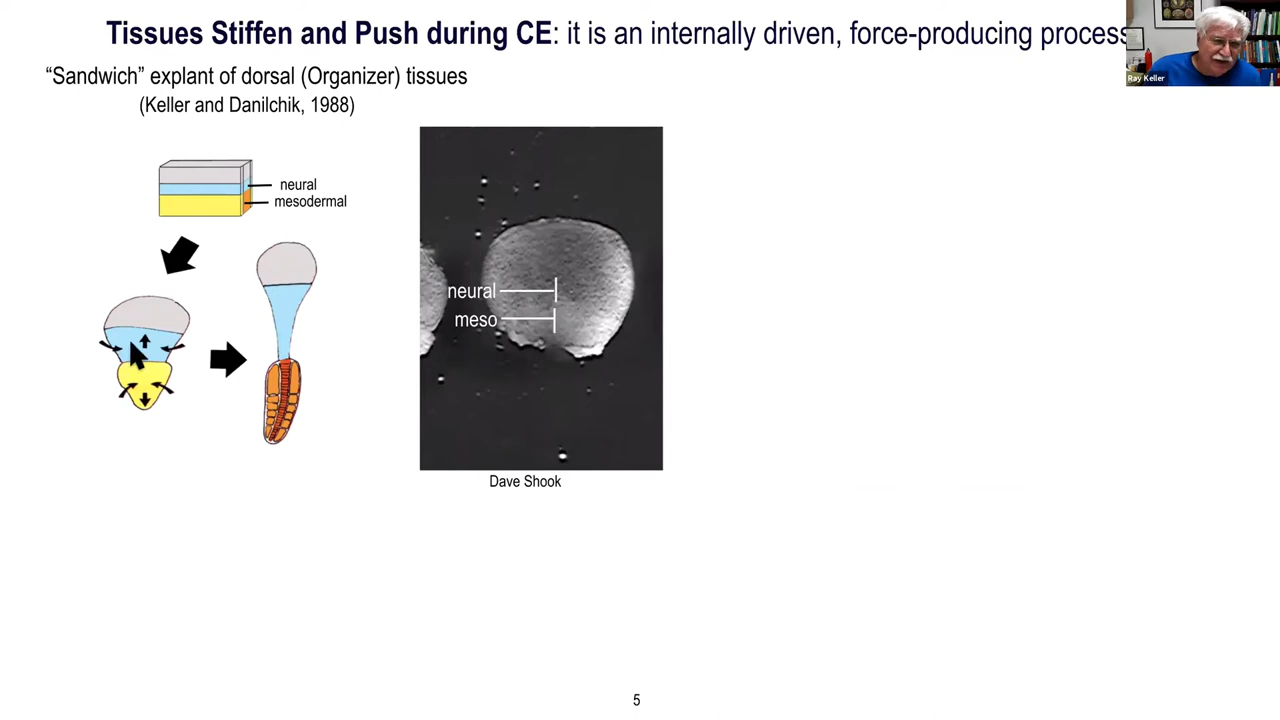 Tissues Stiffen and Push during CE: it is an internally driven, force-producing process
Ray Keller
“Sandwich” explant of dorsal (Organizer) tissues
(Keller and Danilchik, 1988)
neural
mesodermal
neural
meso
Dave Shook
5